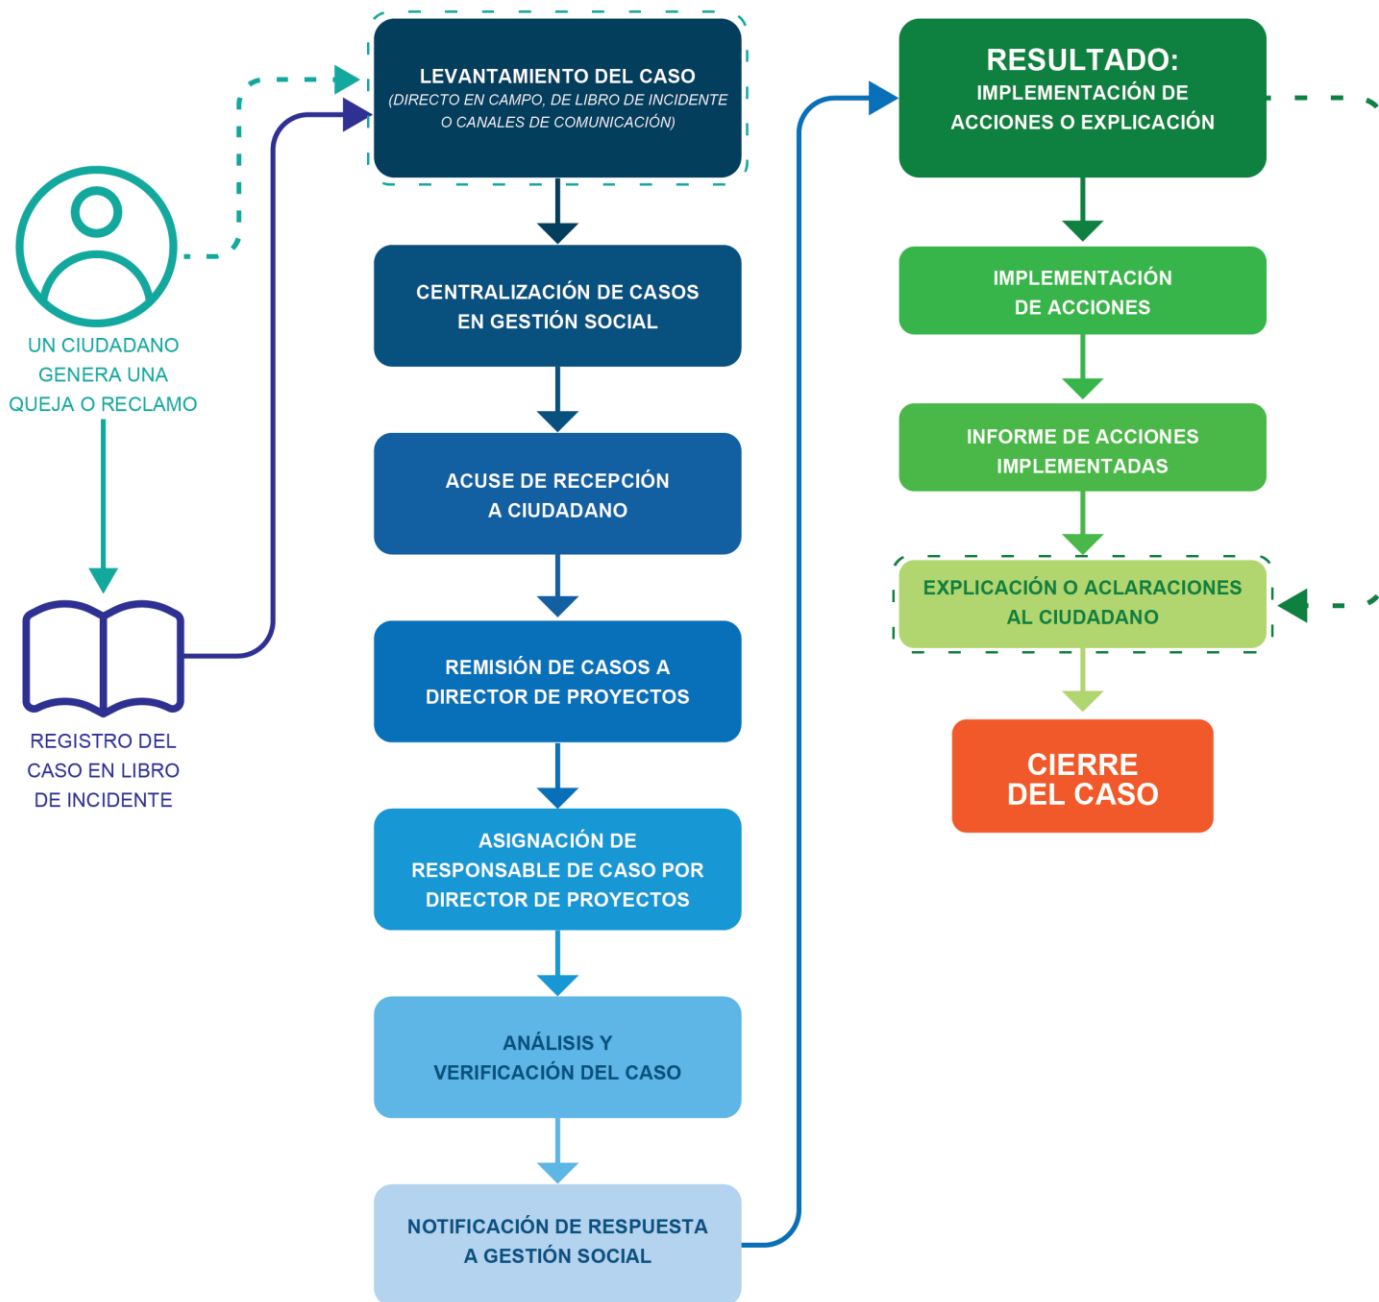 UN CIUDADANO
GENERA UNA
QUEJA O RECLAMO
REGISTRO DEL
CASO EN LIBRO
DE INCIDENTE
LEVANTAMIENTO DEL CASO
(DIRECTO EN CAMPO, DE LIBRO DE INCIDENTE
O CANALES DE COMUNICACIÓN)
CENTRALIZACIÓN DE CASOS
EN GESTIÓN SOCIAL
ACUSE DE RECEPCIÓN
A CIUDADANO
REMISIÓN DE CASOS A
DIRECTOR DE PROYECTOS
ASIGNACIÓN DE
RESPONSABLE DE CASO POR
DIRECTOR DE PROYECTOS
ANÁLISIS Y
VERIFICACIÓN DEL CASO
NOTIFICACIÓN DE RESPUESTA
A GESTIÓN SOCIAL
RESULTADO:
IMPLEMENTACIÓN DE
ACCIONES O EXPLICACIÓN
IMPLEMENTACIÓN
DE ACCIONES
INFORME DE ACCIONES
IMPLEMENTADAS
EXPLICACIÓN O ACLARACIONES
AL CIUDADANO
CIERRE
DEL CASO